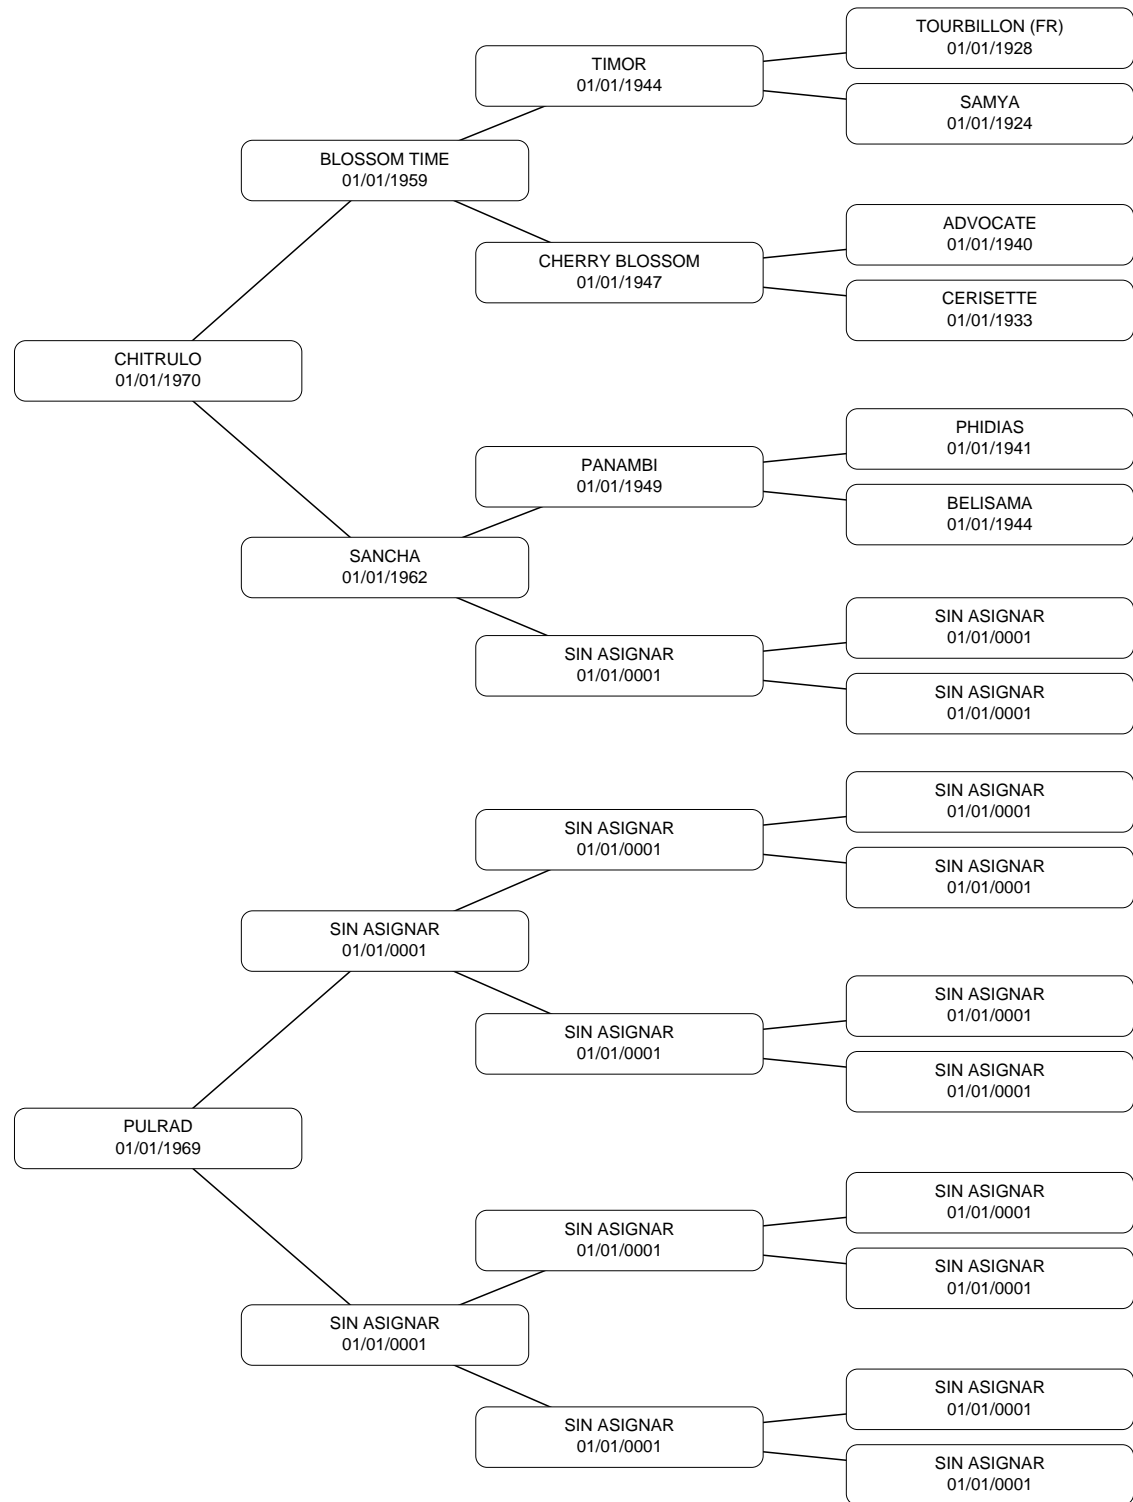 TOURBILLON (FR)
01/01/1928
TIMOR
01/01/1944
SAMYA
01/01/1924
BLOSSOM TIME
01/01/1959
ADVOCATE
01/01/1940
CHERRY BLOSSOM
01/01/1947
CERISETTE
01/01/1933
CHITRULO
01/01/1970
PHIDIAS
01/01/1941
PANAMBI
01/01/1949
BELISAMA
01/01/1944
SANCHA
01/01/1962
SIN ASIGNAR
01/01/0001
SIN ASIGNAR
01/01/0001
SIN ASIGNAR
01/01/0001
SIN ASIGNAR
01/01/0001
SIN ASIGNAR
01/01/0001
SIN ASIGNAR
01/01/0001
SIN ASIGNAR
01/01/0001
SIN ASIGNAR
01/01/0001
SIN ASIGNAR
01/01/0001
SIN ASIGNAR
01/01/0001
PULRAD
01/01/1969
SIN ASIGNAR
01/01/0001
SIN ASIGNAR
01/01/0001
SIN ASIGNAR
01/01/0001
SIN ASIGNAR
01/01/0001
SIN ASIGNAR
01/01/0001
SIN ASIGNAR
01/01/0001
SIN ASIGNAR
01/01/0001